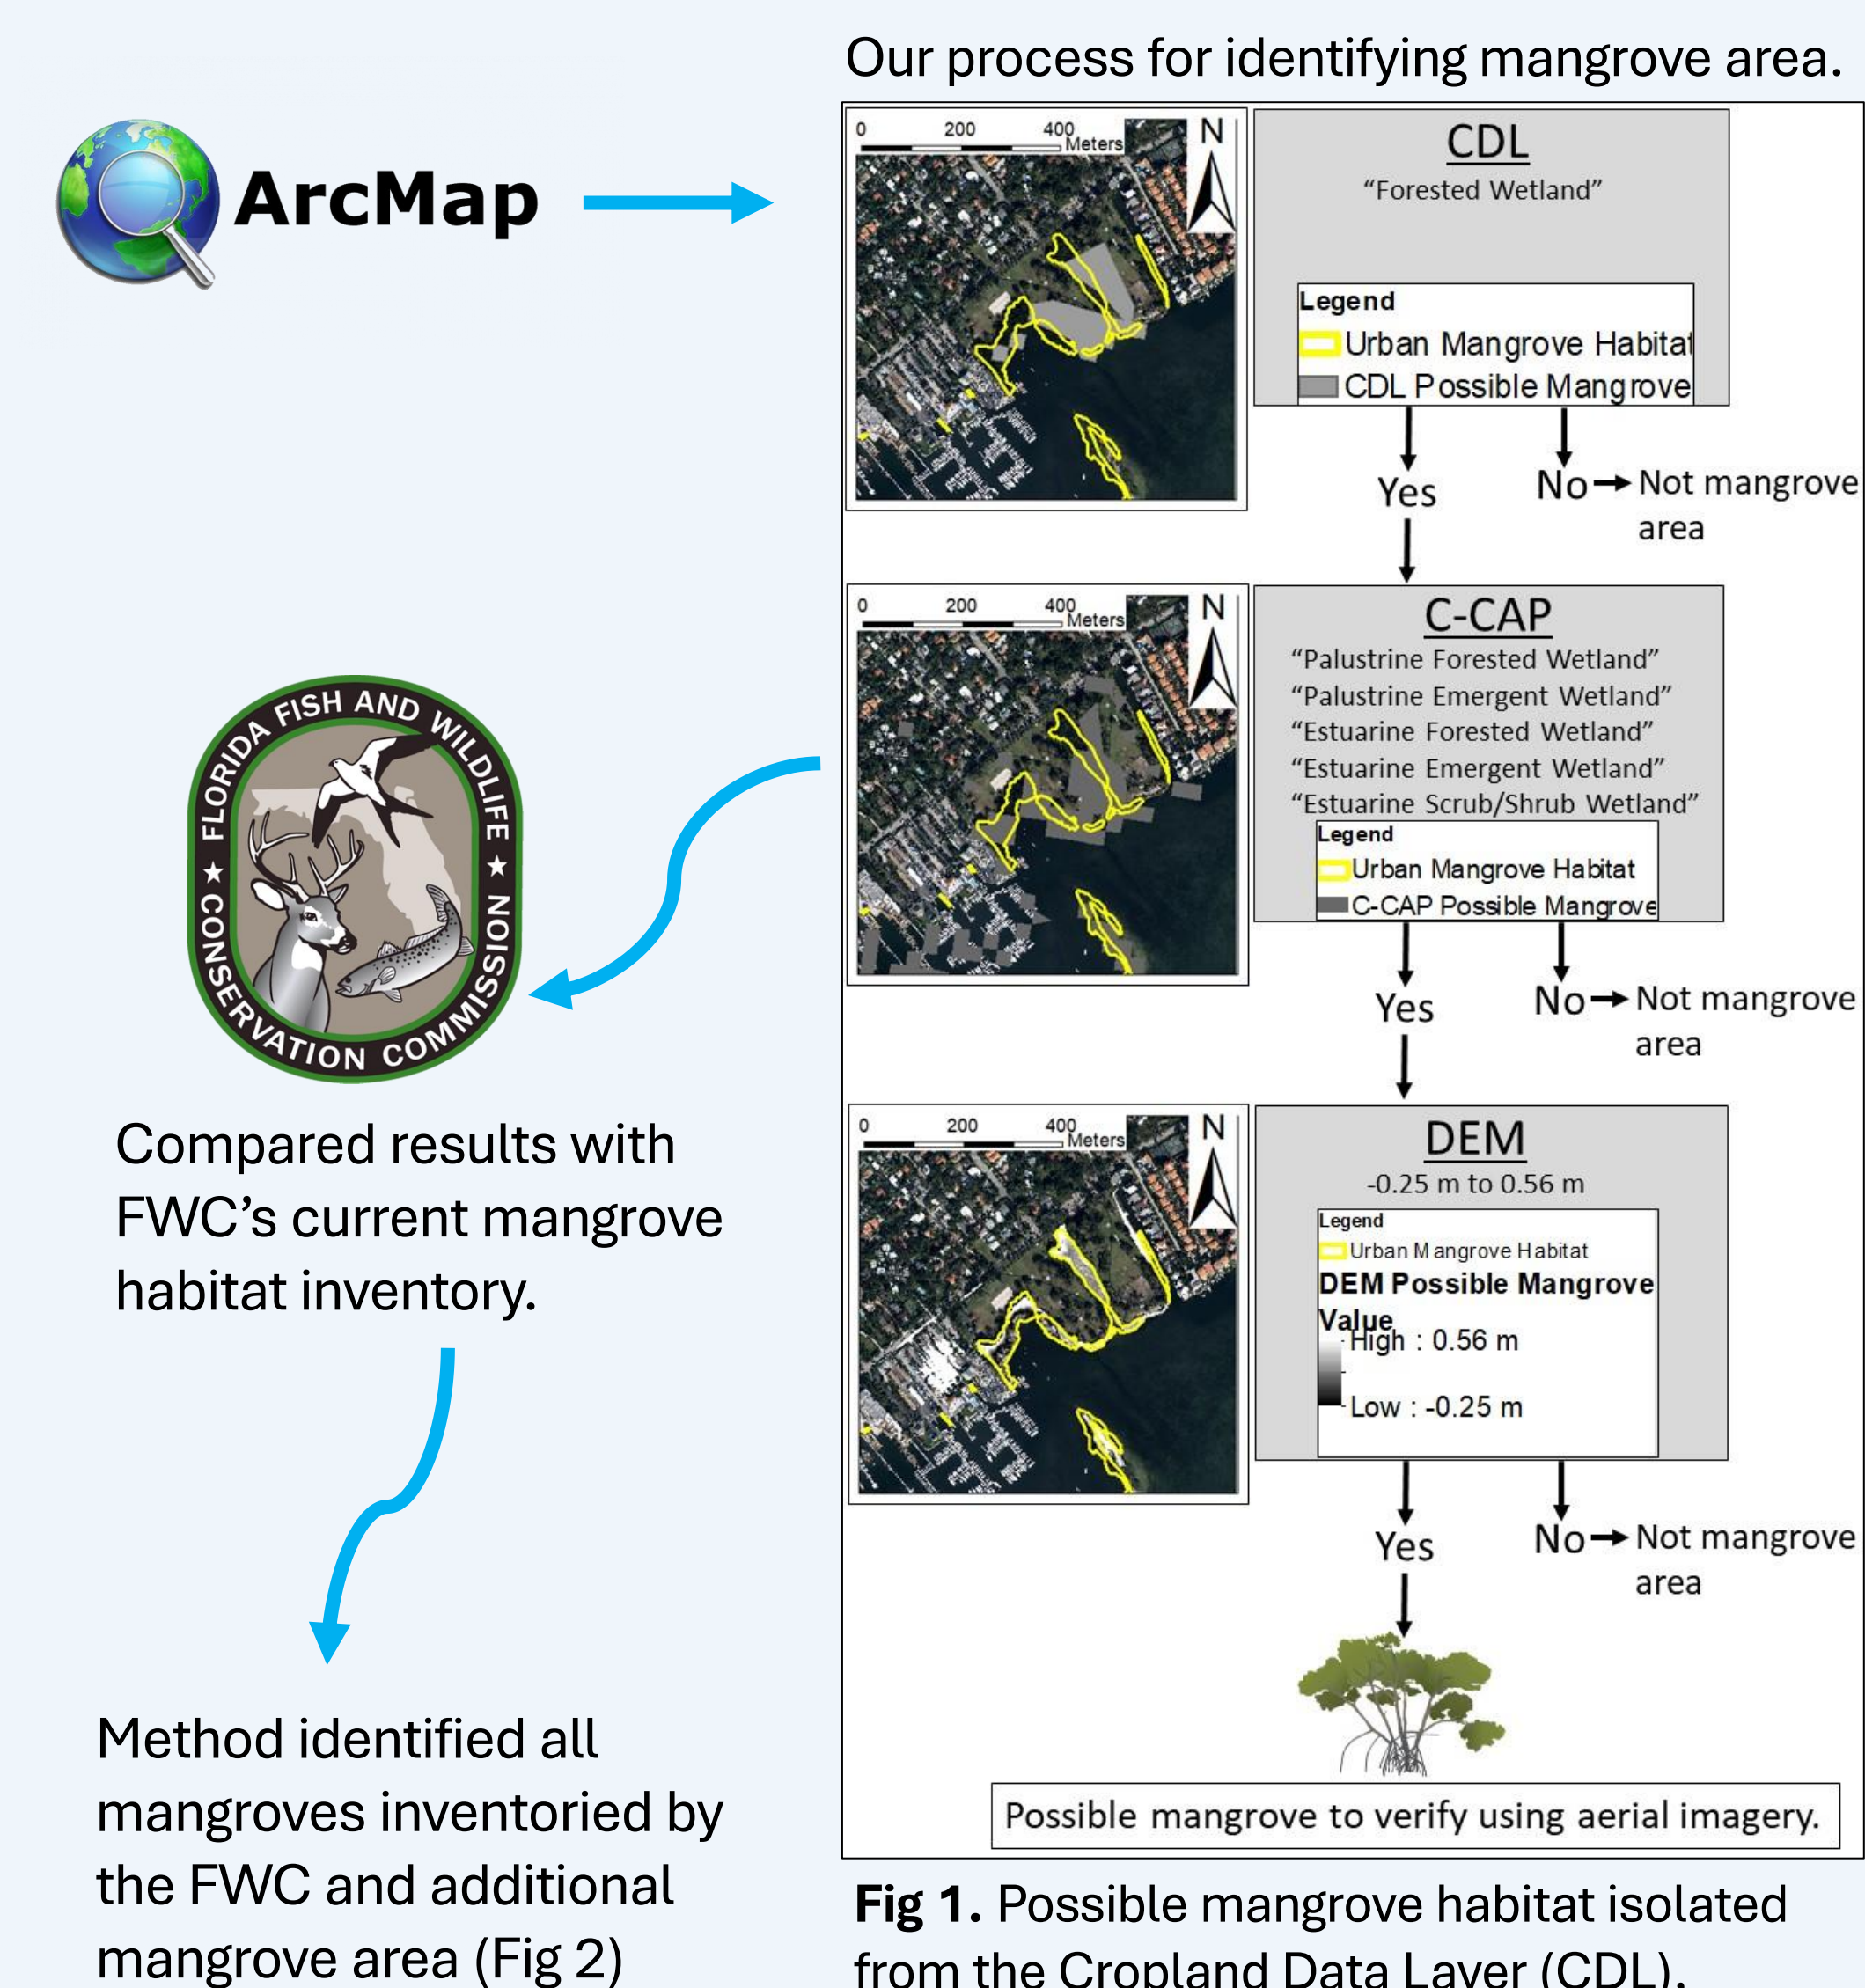 Our process for identifying mangrove area.
ArcMap
0 200 400
Meters
N
CDL
“Forested Wetland”
Legend
Urban Mangrove Habitat
CDL Possible Mangrove
Yes
No
Not mangrove
area
0 200 400
Meters
N
C-CAP
“Palustrine Forested Wetland”
“Palustrine Emergent Wetland”
“Estuarine Forested Wetland”
“Estuarine Emergent Wetland”
“Estuarine Scrub/Shrub Wetland”
Legend
Urban Mangrove Habitat
C-CAP Possible Mangrove
Yes
No
Not mangrove
area
0 200 400
Meters
N
DEM
-0.25 m to 0.56 m
Legend
Urban Mangrove Habitat
DEM Possible Mangrove
Value
High : 0.56 m
Low : -0.25 m
Yes
No
Not mangrove
area
Possible mangrove to verify using aerial imagery.
Fig 1. Possible mangrove habitat isolated
from the Cropland Data Layer (CDL),
FLORIDA FISH AND WILDLIFE
CONSERVATION COMMISSION
Compared results with
FWC’s current mangrove
habitat inventory.
Method identified all
mangroves inventoried by
the FWC and additional
mangrove area (Fig 2)